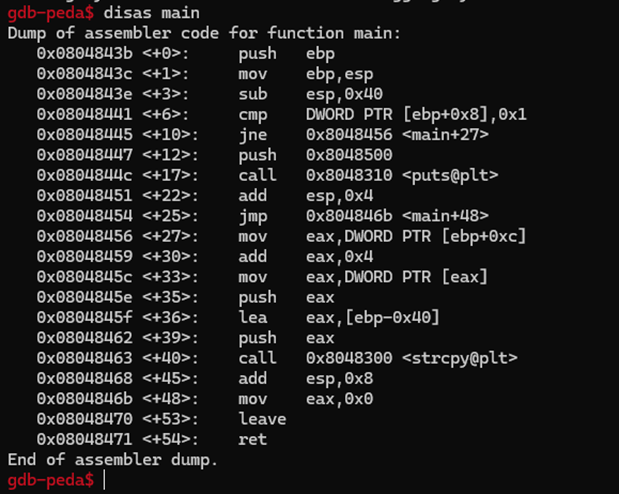 gdb-peda$ disas main
Dump of assembler code for function main:
   0x0804843b <+0>:     push   ebp
   0x0804843c <+1>:     mov    ebp,esp
   0x0804843e <+3>:     sub    esp,0x40
   0x08048441 <+6>:     cmp    DWORD PTR [ebp+0x8],0x1
   0x08048445 <+10>:    jne    0x8048456 <main+27>
   0x08048447 <+12>:    push   0x8048500
   0x0804844c <+17>:    call   0x8048310 <puts@plt>
   0x08048451 <+22>:    add    esp,0x4
   0x08048454 <+25>:    jmp    0x804846b <main+48>
   0x08048456 <+27>:    mov    eax,DWORD PTR [ebp+0xc]
   0x08048459 <+30>:    add    eax,0x4
   0x0804845c <+33>:    mov    eax,DWORD PTR [eax]
   0x0804845e <+35>:    push   eax
   0x0804845f <+36>:    lea    eax,[ebp-0x40]
   0x08048462 <+39>:    push   eax
   0x08048463 <+40>:    call   0x8048300 <strcpy@plt>
   0x08048468 <+45>:    add    esp,0x8
   0x0804846b <+48>:    mov    eax,0x0
   0x08048470 <+53>:    leave
   0x08048471 <+54>:    ret
End of assembler dump.
gdb-peda$